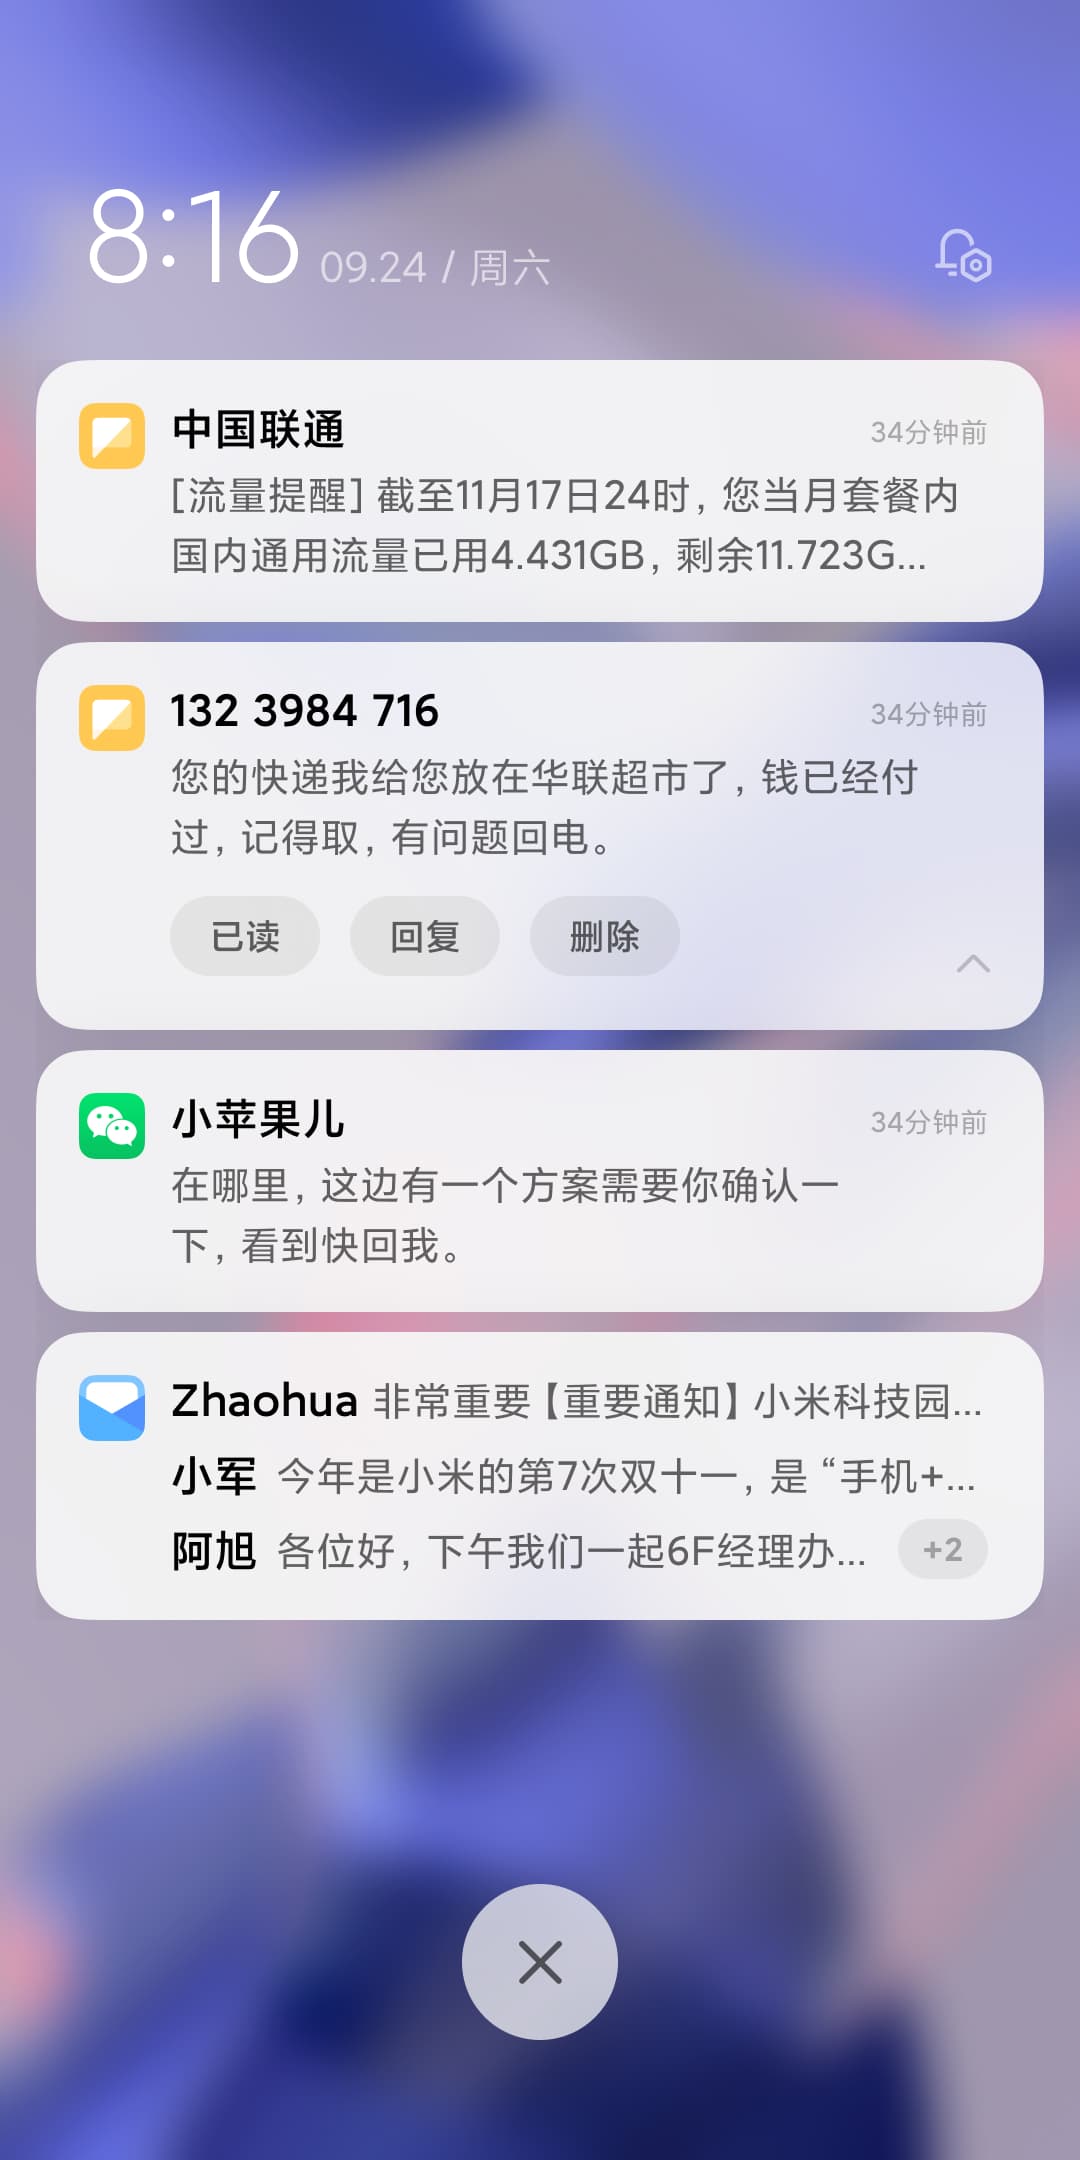 8:16 09.24 / 周六
中国联通 34分钟前
[流量提醒] 截至11月17日24时, 您当月套餐内
国内通用流量已用4.431GB, 剩余11.723G...
132 3984 716 34分钟前
您的快递我给您放在华联超市了, 钱已经付
过, 记得取, 有问题回电。
已读 回复 删除
小苹果儿 34分钟前
在哪里, 这边有一个方案需要你确认一
下, 看到快回我。
Zhaohua 非常重要【重要通知】小米科技园...
小军 今年是小米的第7次双十一, 是 “手机+...
阿旭 各位好, 下午我们一起6F经理办... +2